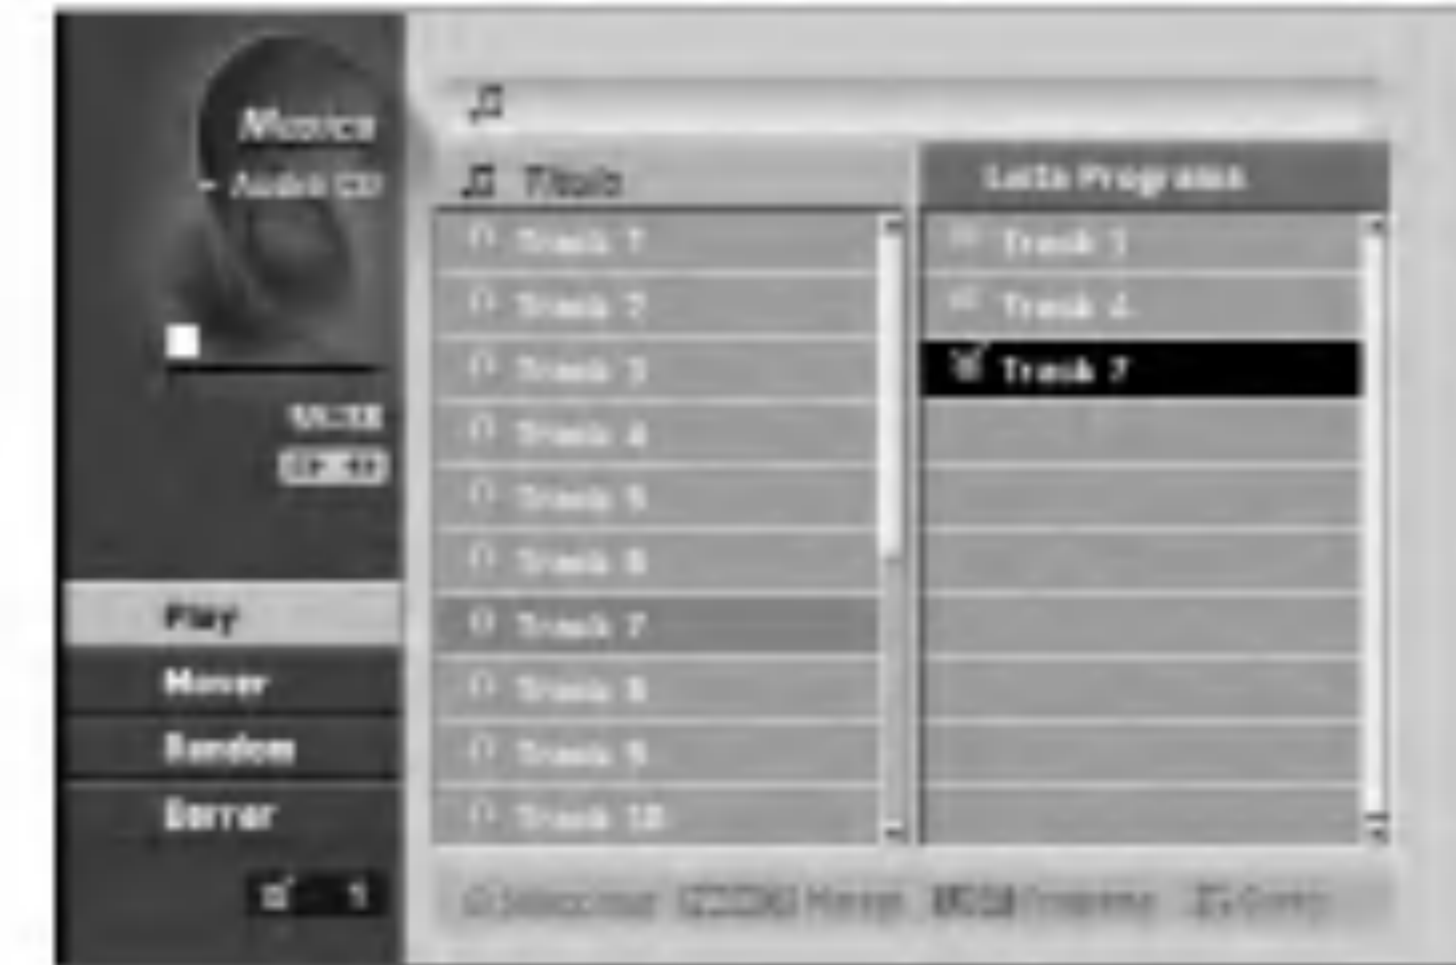 Musica
- Audio CD
Play
Mover
Random
Borrar
1
Titulo
Track 1
Track 2
Track 3
Track 4
Track 5
Track 6
Track 7
Track 8
Track 9
Track 10
Lista Programa
Track 1
Track 4
Track 7